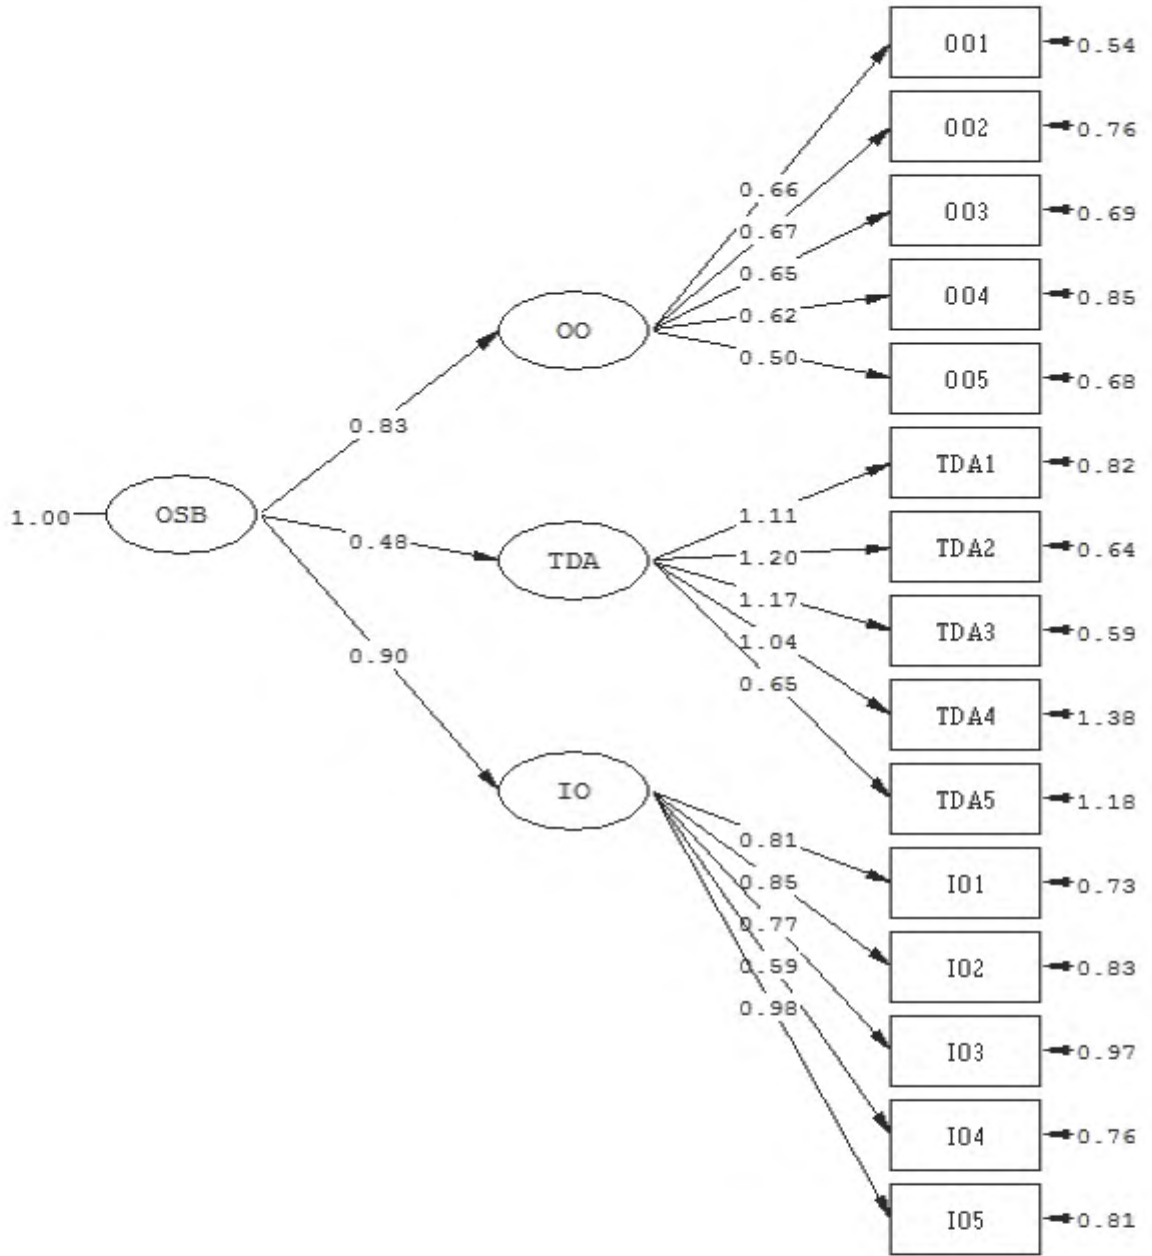 OO1 0.54
OO2 0.76
0.66
OO3 0.69
0.67
0.65
OO4 0.85
0.62
OO
0.50
OO5 0.68
0.83
TDA1 0.82
1.00 OSB
1.11
0.48
1.20
TDA2 0.64
TDA
1.17
TDA3 0.59
1.04
0.90
0.65
TDA4 1.38
IO
TDA5 1.18
0.81
0.85
IO1 0.73
0.77
0.59
IO2 0.83
0.98
IO3 0.97
IO4 0.76
IO5 0.81